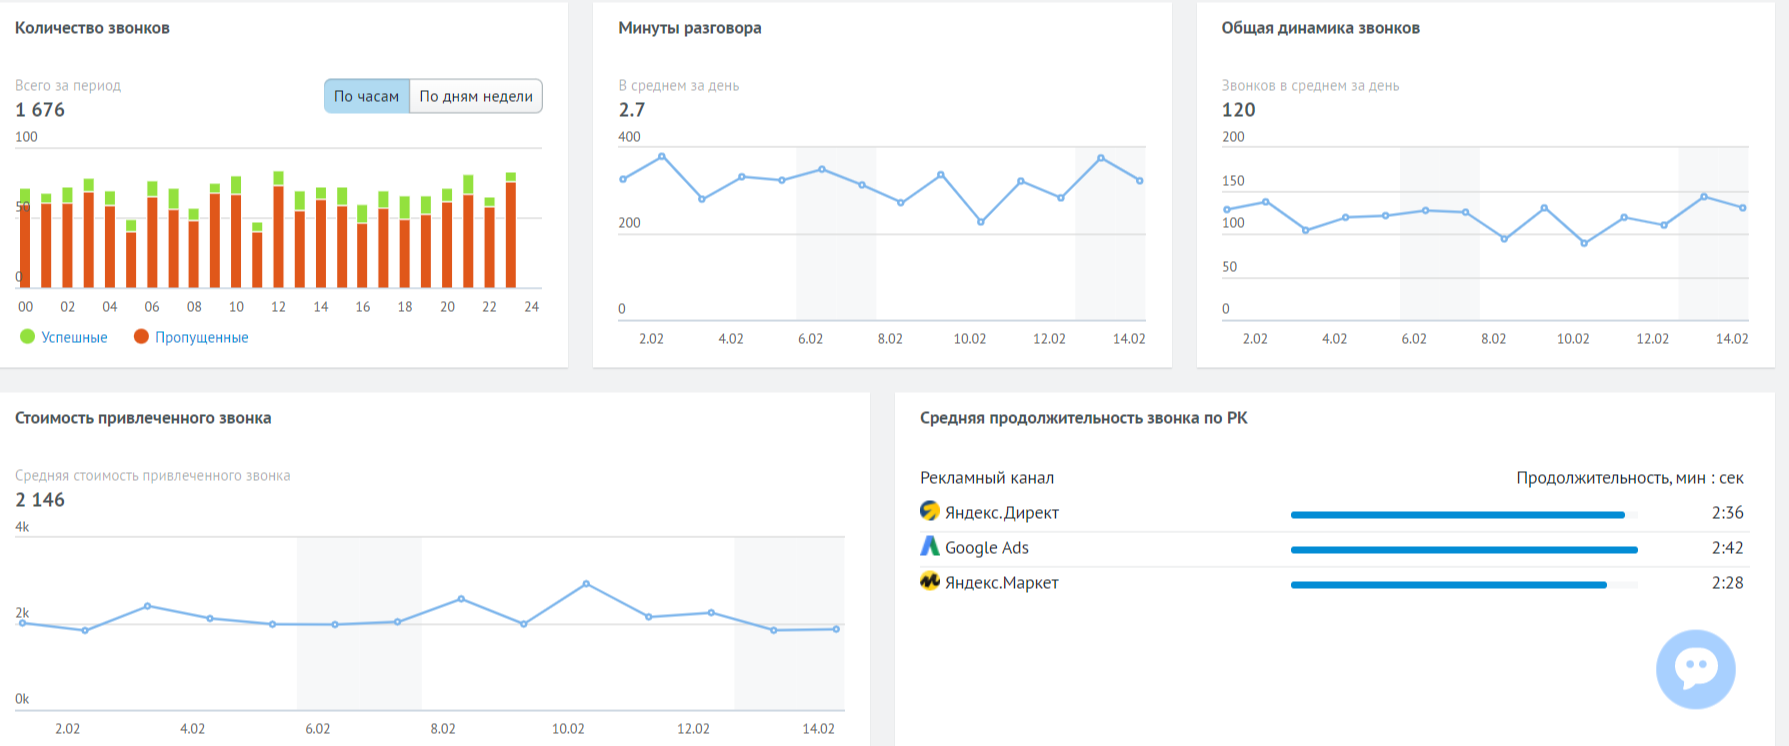 Количество звонков
Всего за период
1 676
По часам
По дням недели
100
50
0
00 02 04 06 08 10 12 14 16 18 20 22 24
Успешные
Пропущенные
Минуты разговора
В среднем за день
2.7
400
200
0
2.02 4.02 6.02 8.02 10.02 12.02 14.02
Общая динамика звонков
Звонков в среднем за день
120
200
150
100
50
0
2.02 4.02 6.02 8.02 10.02 12.02 14.02
Стоимость привлеченного звонка
Средняя стоимость привлеченного звонка
2 146
4k
2k
0k
2.02 4.02 6.02 8.02 10.02 12.02 14.02
Средняя продолжительность звонка по РК
Рекламный канал Продолжительность, мин : сек
Яндекс.Директ 2:36
Google Ads 2:42
Яндекс.Маркет 2:28